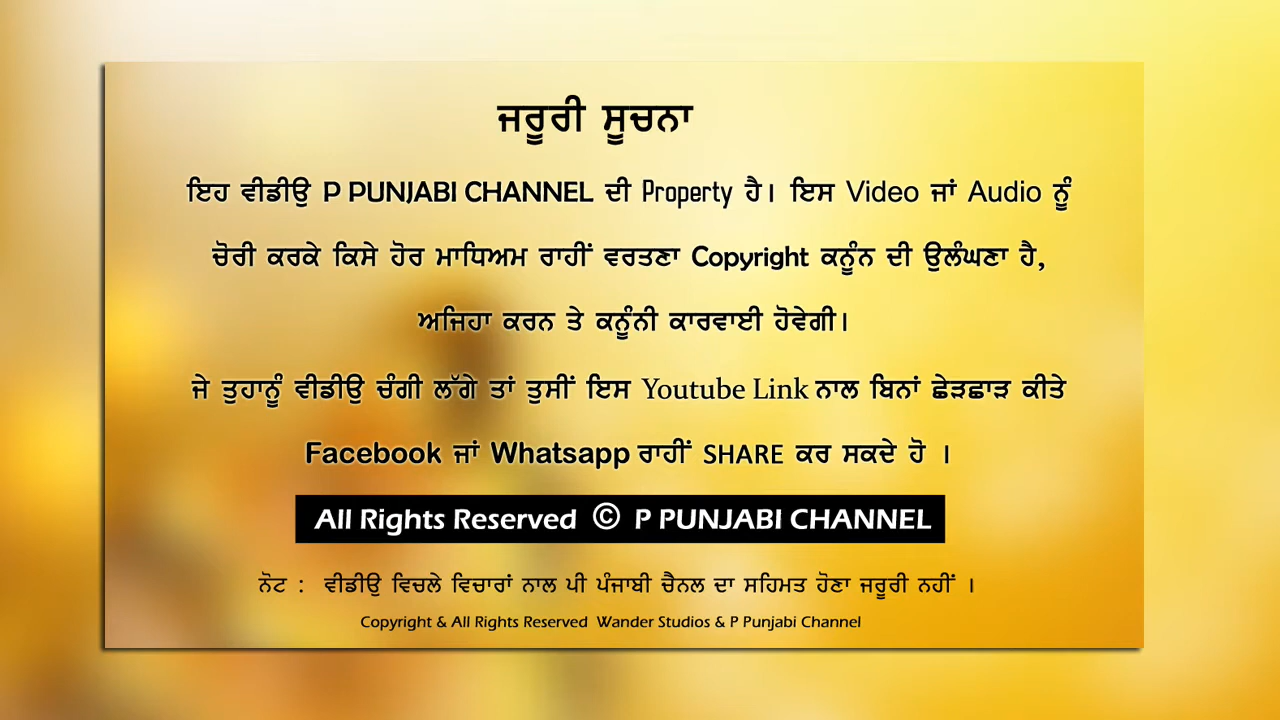 ਜਰੂਰੀ ਸੂਚਨਾ
ਇਹ ਵੀਡੀਉ P PUNJABI CHANNEL ਦੀ Property ਹੈ। ਇਸ Video ਜਾਂ Audio ਨੂੰ
ਚੋਰੀ ਕਰਕੇ ਕਿਸੇ ਹੋਰ ਮਾਧਿਅਮ ਰਾਹੀਂ ਵਰਤਣਾ Copyright ਕਨੂੰਨ ਦੀ ਉਲੰਘਣਾ ਹੈ,
ਅਜਿਹਾ ਕਰਨ ਤੇ ਕਨੂੰਨੀ ਕਾਰਵਾਈ ਹੋਵੇਗੀ।
ਜੇ ਤੁਹਾਨੂੰ ਵੀਡੀਉ ਚੰਗੀ ਲੱਗੇ ਤਾਂ ਤੁਸੀਂ ਇਸ Youtube Link ਨਾਲ ਬਿਨਾਂ ਛੇੜਛਾੜ ਕੀਤੇ
Facebook ਜਾਂ Whatsapp ਰਾਹੀਂ SHARE ਕਰ ਸਕਦੇ ਹੋ ।
All Rights Reserved © P PUNJABI CHANNEL
ਨੋਟ : ਵੀਡੀਉ ਵਿਚਲੇ ਵਿਚਾਰਾਂ ਨਾਲ ਪੀ ਪੰਜਾਬੀ ਚੈਨਲ ਦਾ ਸਹਿਮਤ ਹੋਣਾ ਜਰੂਰੀ ਨਹੀਂ ।
Copyright & All Rights Reserved Wander Studios & P Punjabi Channel